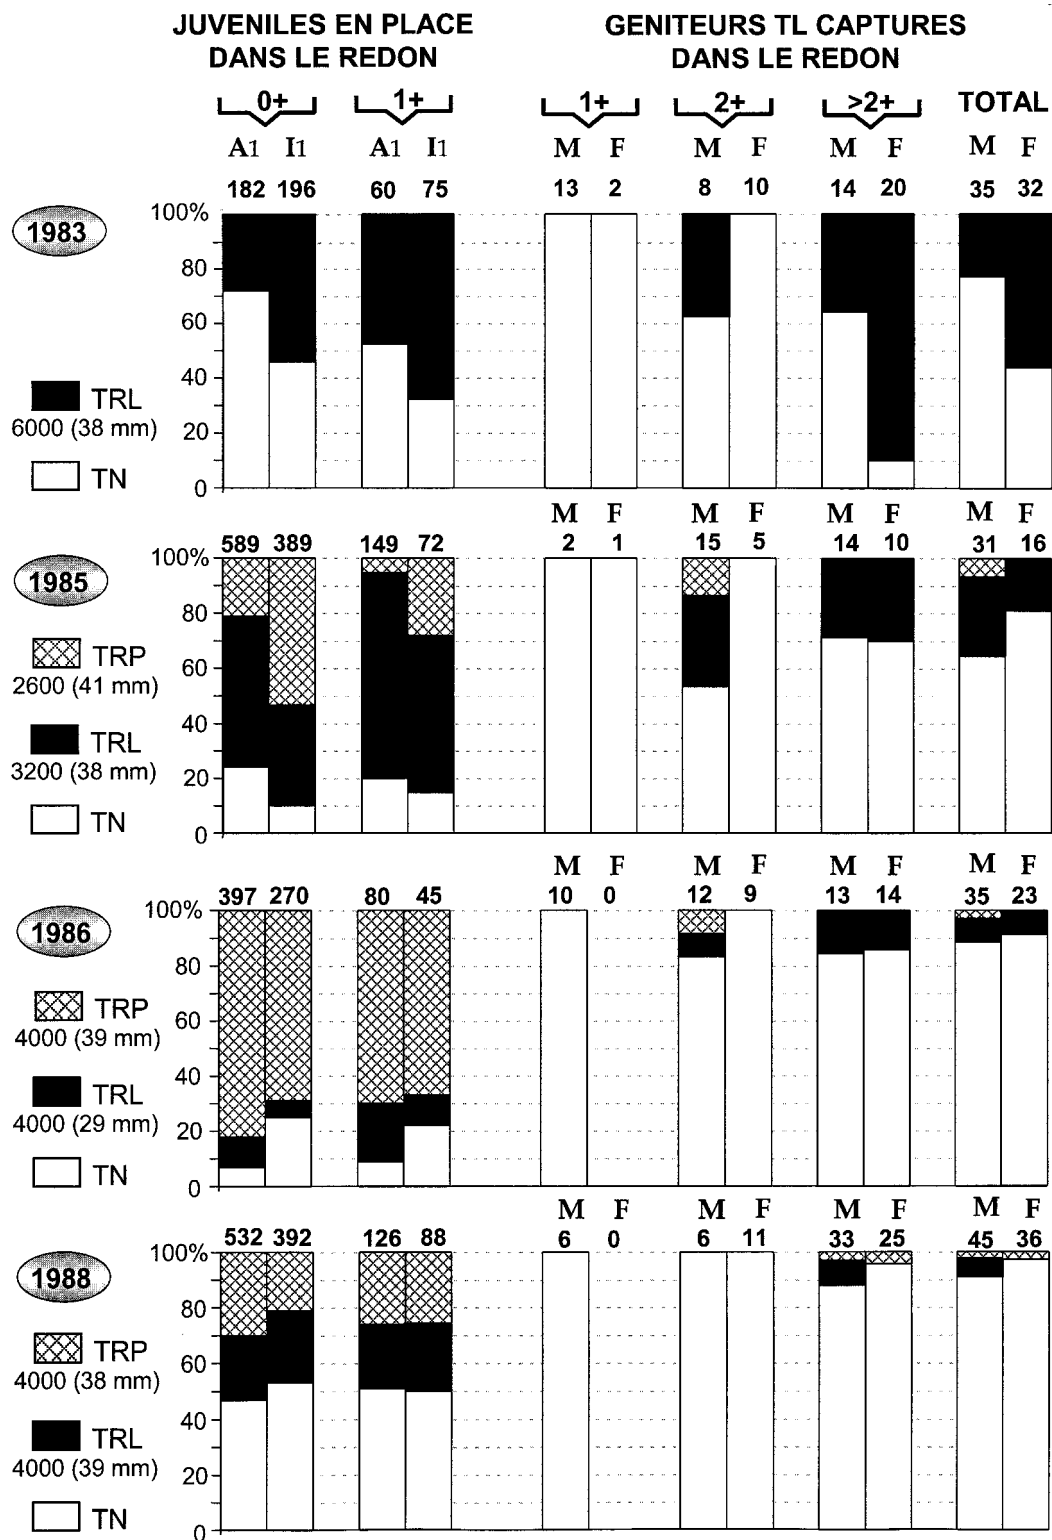 JUVENILES EN PLACE
DANS LE REDON
GENITEURS TL CAPTURES
DANS LE REDON
0+ 1+ 1+ 2+ >2+ TOTAL
A1 I1 A1 I1 M F M F M F M F
182 196 60 75 13 2 8 10 14 20 35 32
1983
100%
80
60
40
20
0
TRL
6000 (38 mm)
TN
M F M F M F M F
589 389 149 72 2 1 15 5 14 10 31 16
1985
100%
80
60
40
20
0
TRP
2600 (41 mm)
TRL
3200 (38 mm)
TN
M F M F M F M F
397 270 80 45 10 0 12 9 13 14 35 23
1986
100%
80
60
40
20
0
TRP
4000 (39 mm)
TRL
4000 (29 mm)
TN
M F M F M F M F
532 392 126 88 6 0 6 11 33 25 45 36
1988
100%
80
60
40
20
0
TRP
4000 (38 mm)
TRL
4000 (39 mm)
TN